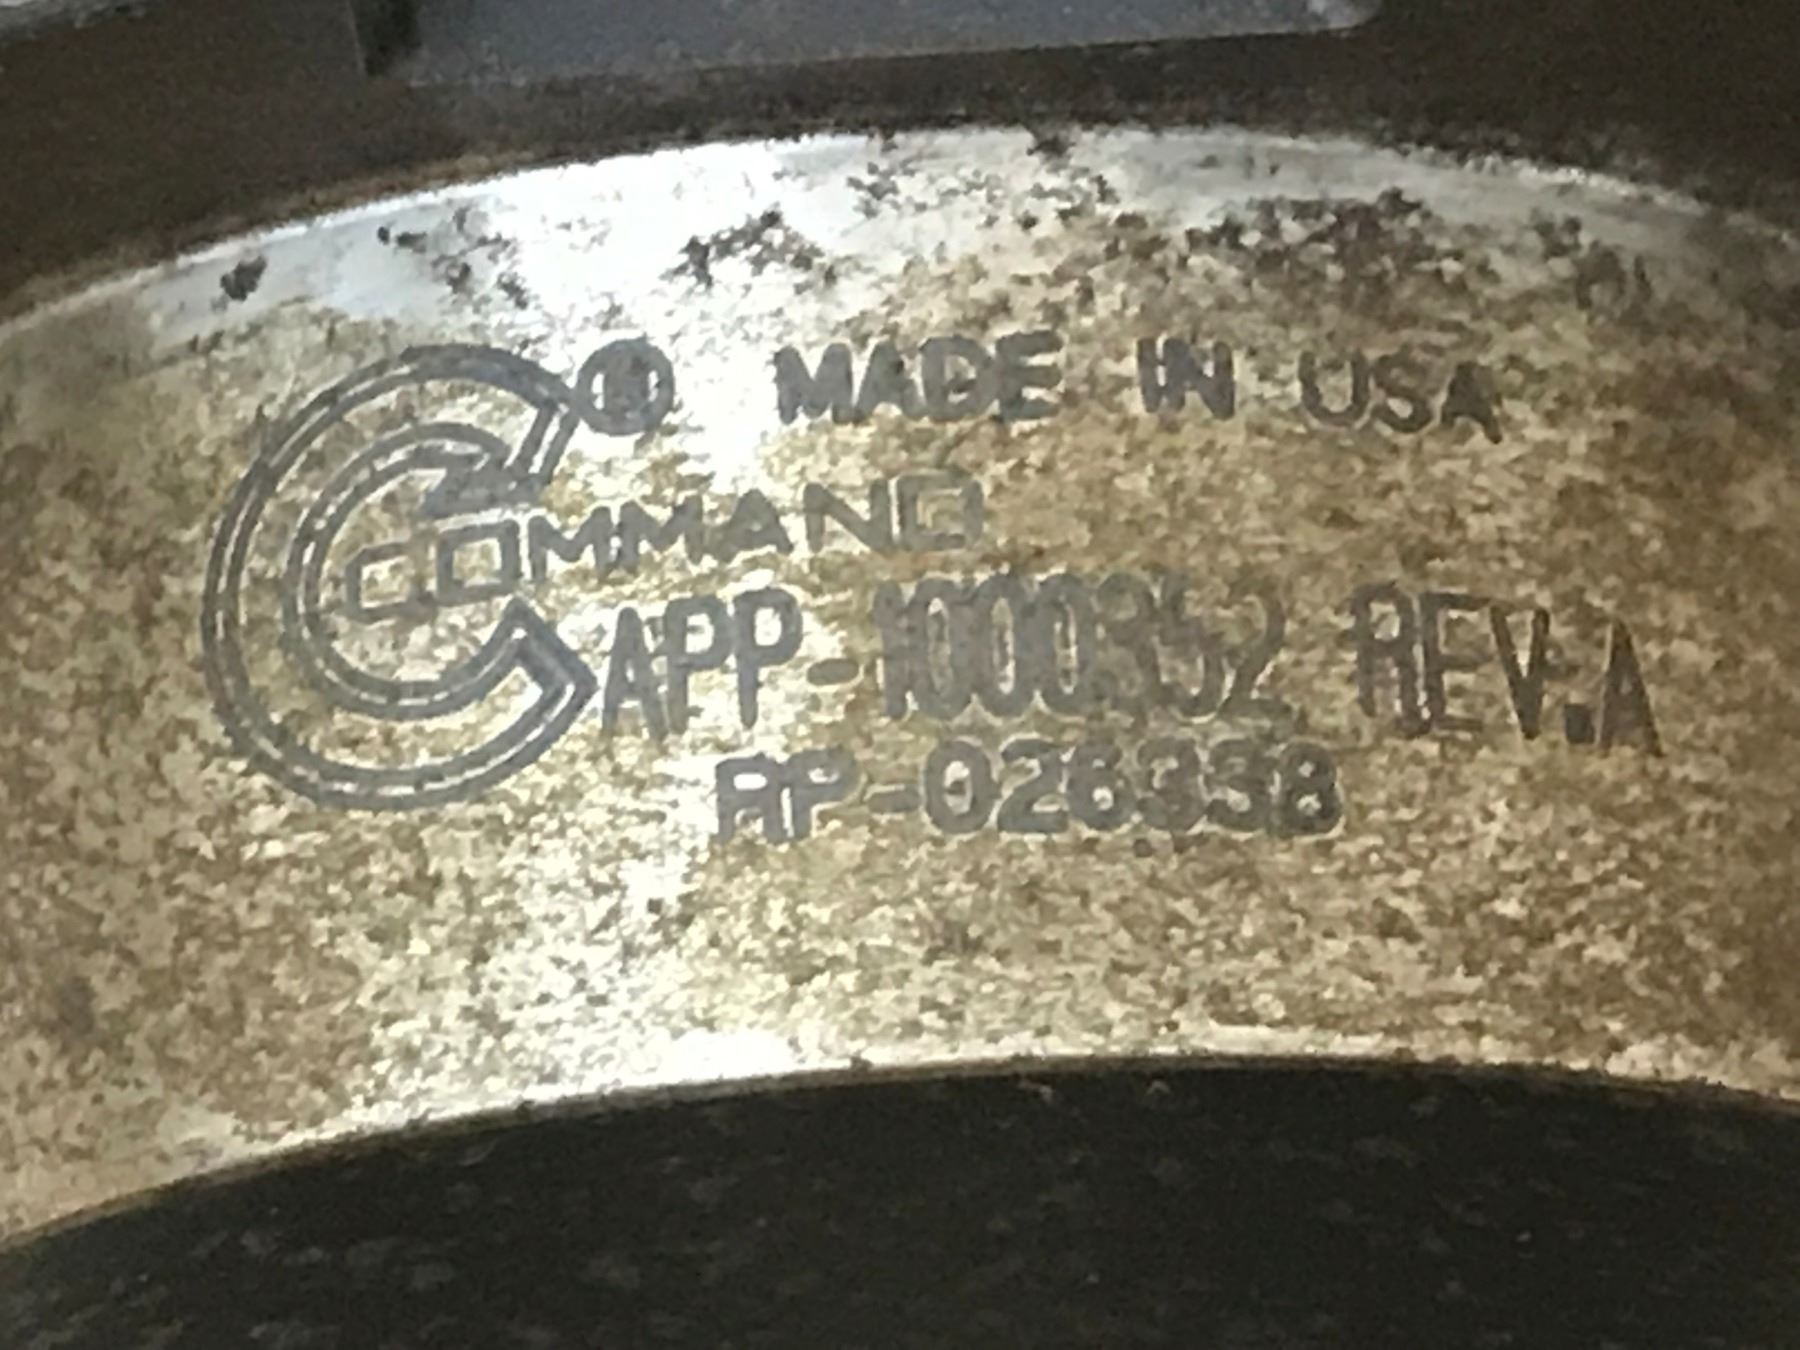 ® MADE IN USA
COMMAND
APP-1000352 REV.A
RP-026338